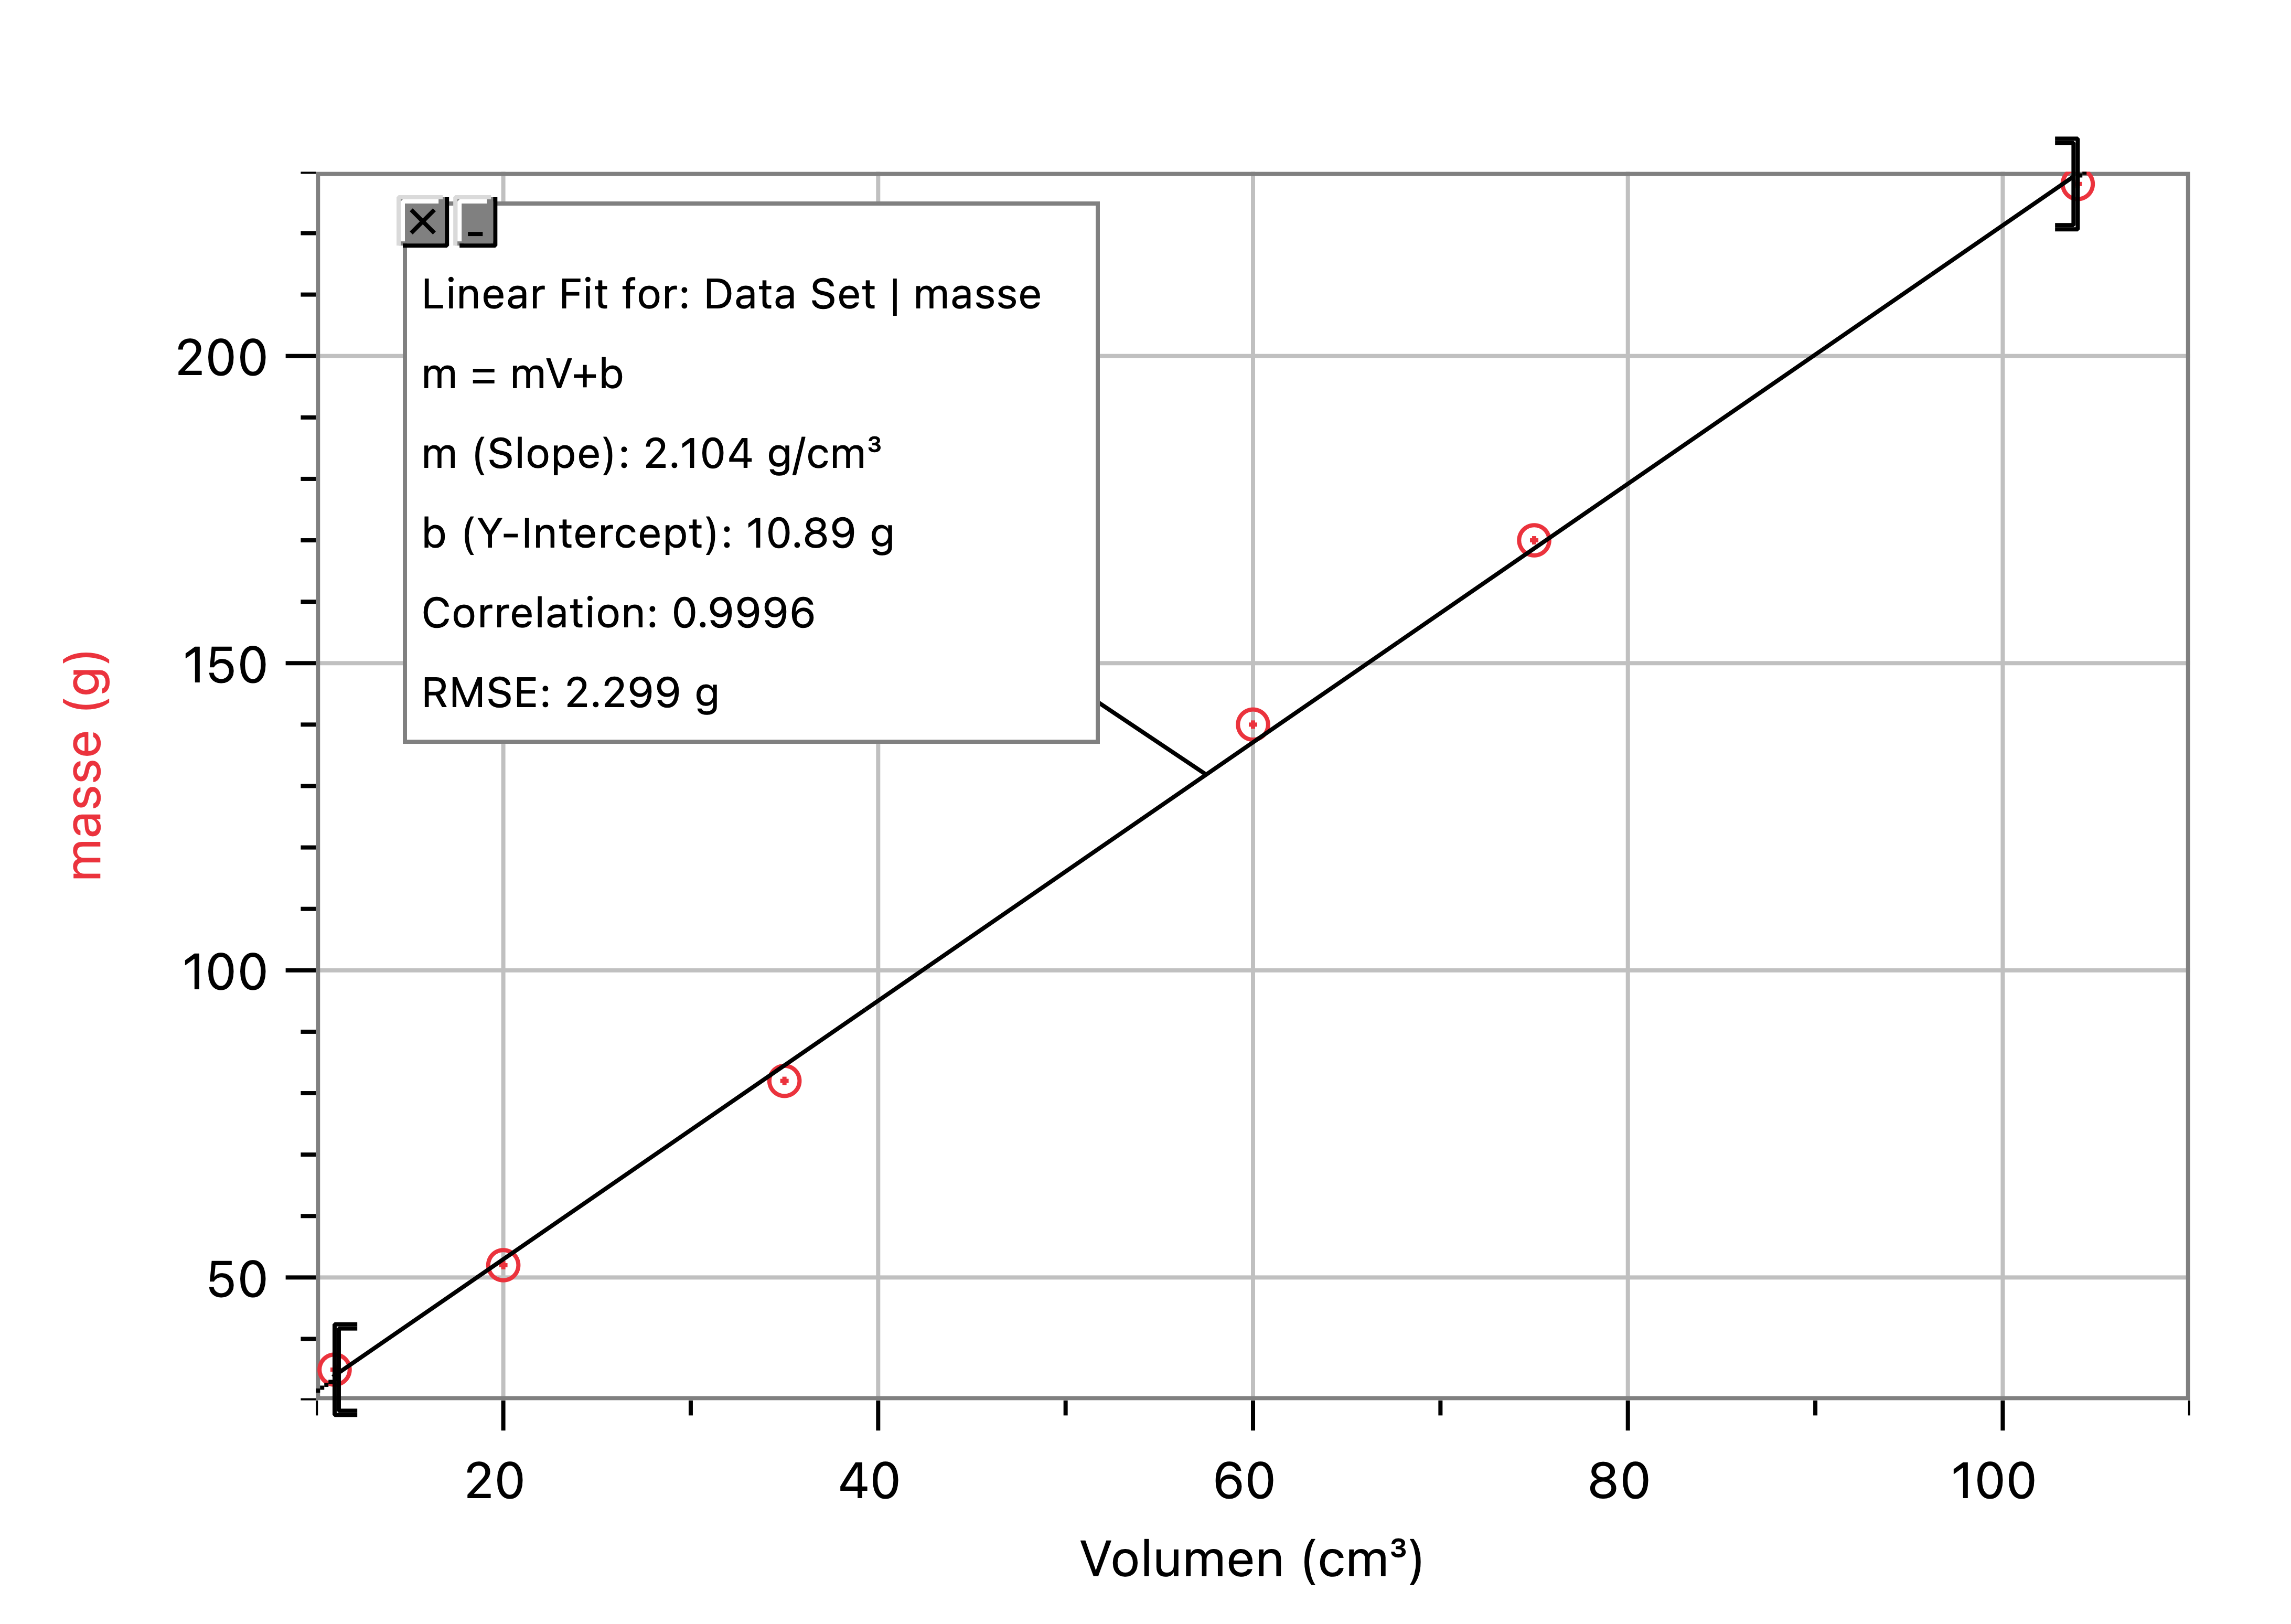 Linear Fit for: Data Set | masse
m = mV+b
m (Slope): 2.104 g/cm³
b (Y-Intercept): 10.89 g
Correlation: 0.9996
RMSE: 2.299 g
masse (g)
200
150
100
50
20 40 60 80 100
Volumen (cm³)